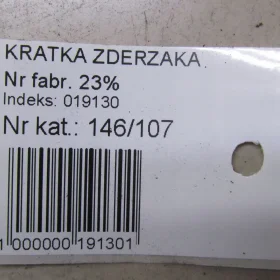 KRATKA ZDERZAKA
Nr fabr. 23%
Indeks: 019130
Nr kat.: 146/107
1 000000 191301